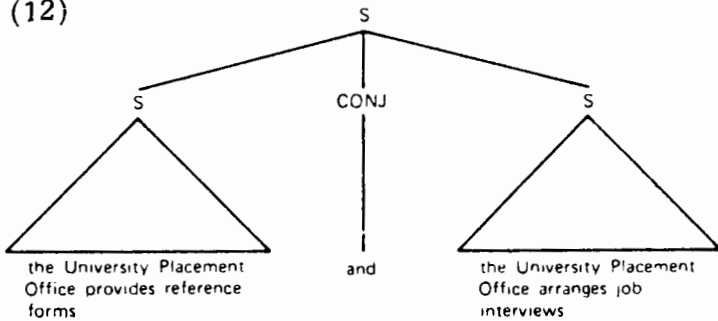 (12)
S
S CONJ S
the University Placement and the University Placement
Office provides reference Office arranges job
forms interviews